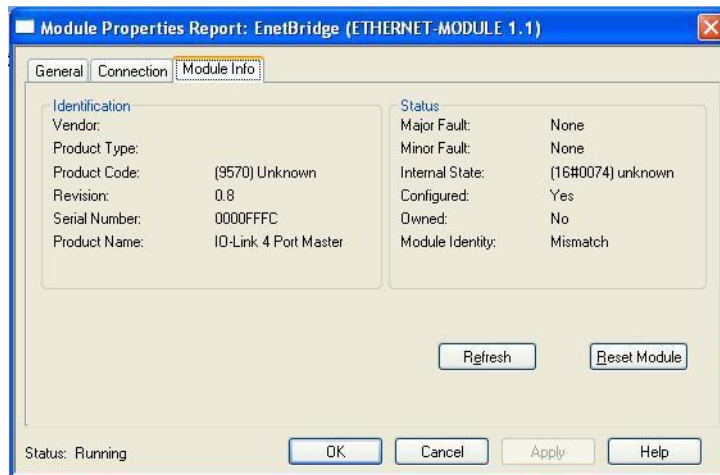 Module Properties Report: EnetBridge (ETHERNET-MODULE 1.1)
General Connection Module Info
Identification
Vendor:
Product Type:
Product Code: (9570) Unknown
Revision: 0.8
Serial Number: 0000FFFC
Product Name: IO-Link 4 Port Master
Status
Major Fault: None
Minor Fault: None
Internal State: (16#0074) unknown
Configured: Yes
Owned: No
Module Identity: Mismatch
Refresh Reset Module
Status: Running OK Cancel Apply Help